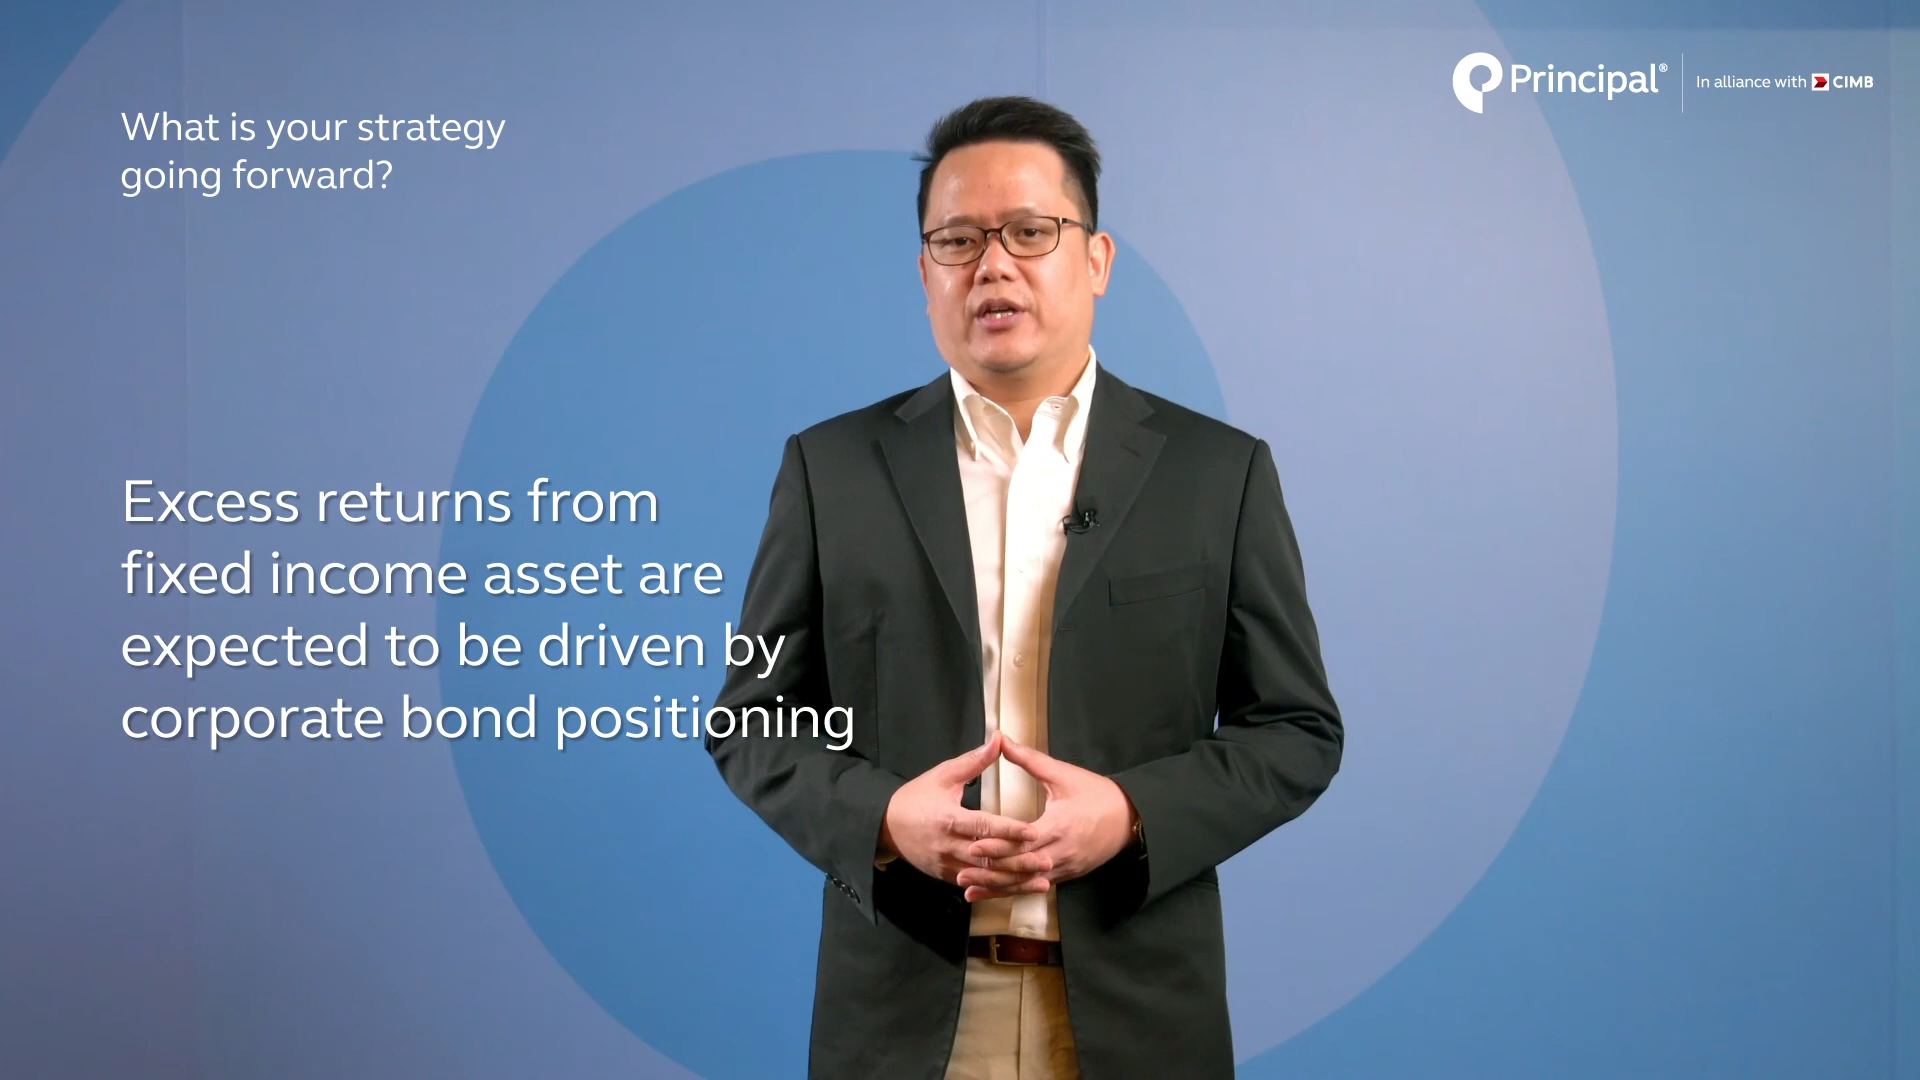 What is your strategy
going forward?
Principal®
In alliance with CIMB
Excess returns from
fixed income asset are
expected to be driven by
corporate bond positioning